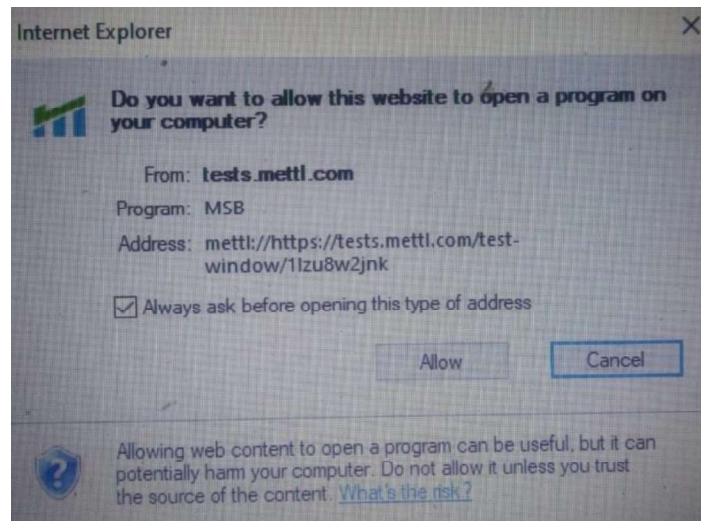 Internet Explorer
Do you want to allow this website to open a program on
your computer?
From: tests.mettl.com
Program: MSB
Address: mettl://https://tests.mettl.com/test-
window/1lzu8w2jnk
Always ask before opening this type of address
Allow
Cancel
Allowing web content to open a program can be useful, but it can
potentially harm your computer. Do not allow it unless you trust
the source of the content. What's the risk?